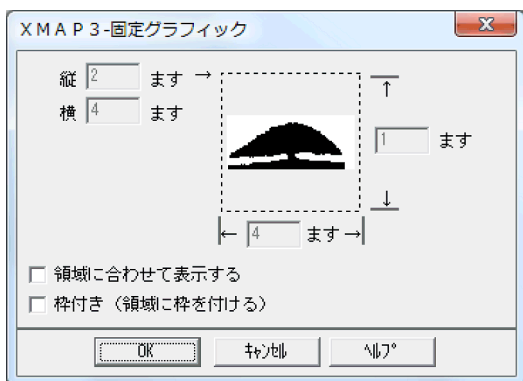 XMAP3-固定グラフィック
縦 2 ます →
横 4 ます
↑
1 ます
↓
← 4 ます →
領域に合わせて表示する
枠付き（領域に枠を付ける）
OK ｷｬﾝｾﾙ ﾍﾙﾌﾟ